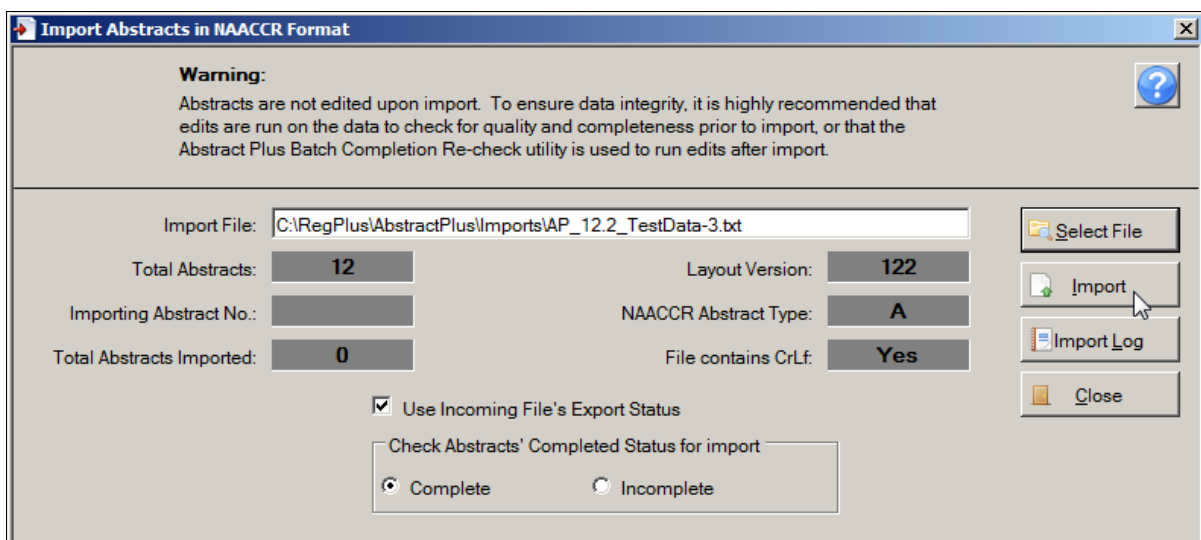 Import Abstracts in NAACCR Format
Warning:
Abstracts are not edited upon import. To ensure data integrity, it is highly recommended that
edits are run on the data to check for quality and completeness prior to import, or that the
Abstract Plus Batch Completion Re-check utility is used to run edits after import.
Import File: C:\RegPlus\AbstractPlus\Imports\AP_12.2_TestData-3.txt Select File
Total Abstracts: 12 Layout Version: 122
Importing Abstract No.: NAACCR Abstract Type: A Import
Total Abstracts Imported: 0 File contains CrLf: Yes Import Log
Use Incoming File's Export Status Close
Check Abstracts' Completed Status for import
Complete Incomplete